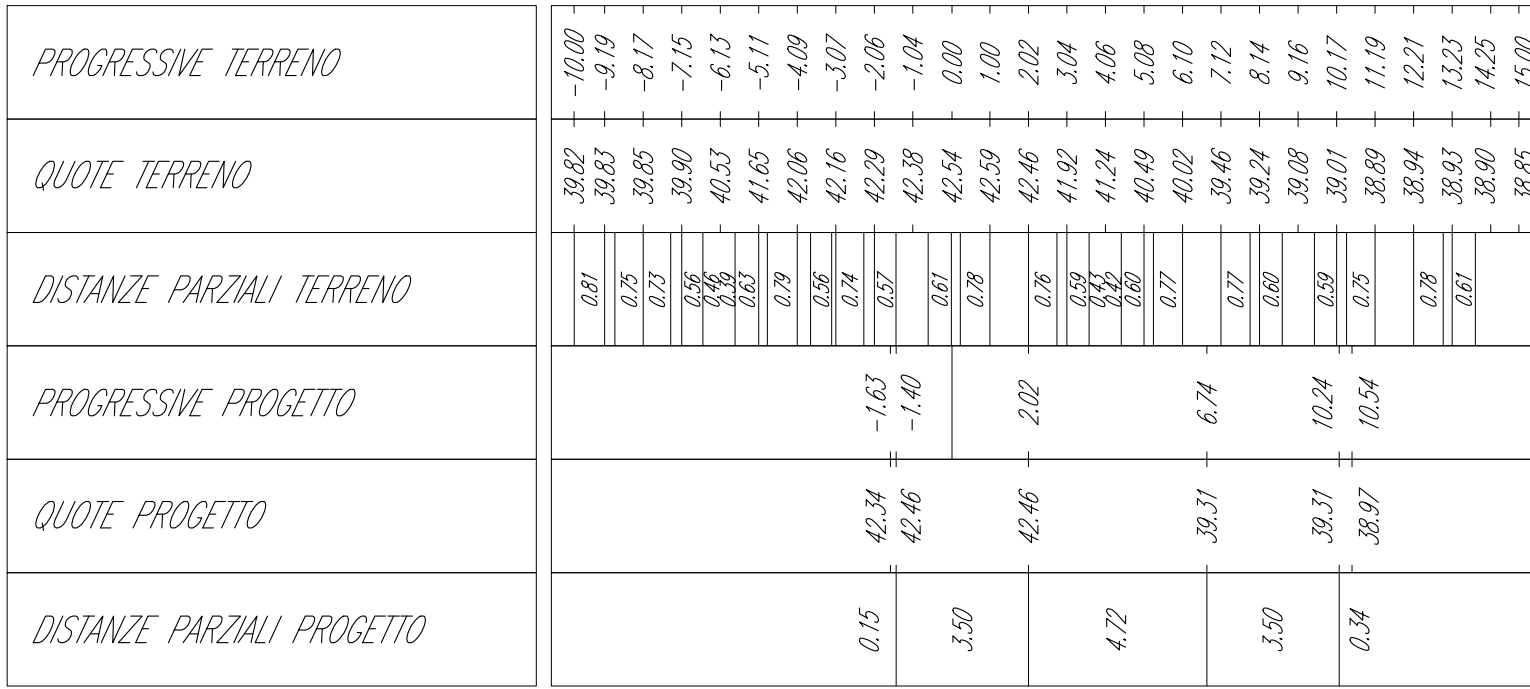 PROGRESSIVE TERRENO -10.00 -9.19 -8.17 -7.15 -6.13 -5.11 -4.09 -3.07 -2.06 -1.04 0.00 1.00 2.02 3.04 4.06 5.08 6.10 7.12 8.14 9.16 10.17 11.19 12.21 13.23 14.25 15.00
QUOTE TERRENO 39.82 39.83 39.85 39.90 40.53 41.65 42.06 42.16 42.29 42.38 42.54 42.59 42.46 41.92 41.24 40.49 40.02 39.46 39.24 39.08 39.01 38.89 38.94 38.93 38.90 38.85
DISTANZE PARZIALI TERRENO 0.81 0.75 0.73 0.56 0.46 0.39 0.63 0.79 0.56 0.74 0.57 0.61 0.78 0.76 0.59 0.43 0.42 0.60 0.77 0.77 0.60 0.59 0.75 0.78 0.61
PROGRESSIVE PROGETTO -1.63 -1.40 2.02 6.74 10.24 10.54
QUOTE PROGETTO 42.34 42.46 42.46 39.31 39.31 38.97
DISTANZE PARZIALI PROGETTO 0.15 3.50 4.72 3.50 0.34